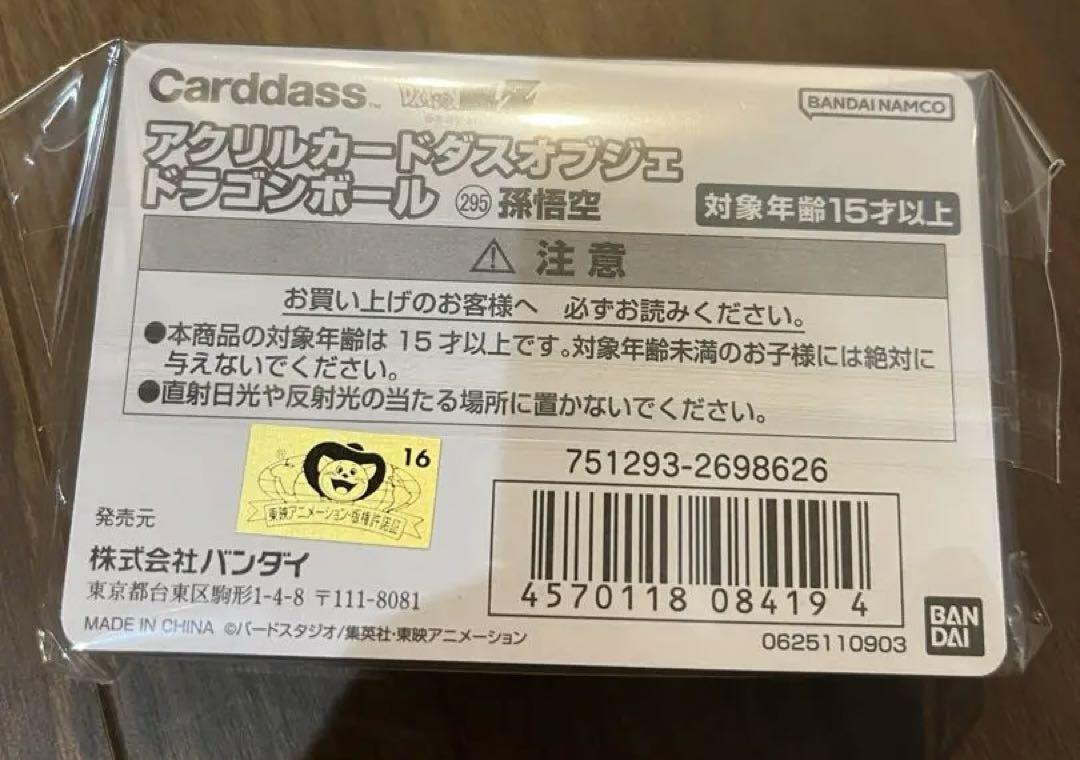 Carddass™
BANDAI NAMCO
アクリルカードダスオブジェ
ドラゴンボール 295 孫悟空
対象年齢15才以上
注意
お買い上げのお客様へ 必ずお読みください。
●本商品の対象年齢は 15 才以上です。対象年齢未満のお子様には絶対に
与えないでください。
●直射日光や反射光の当たる場所に置かないでください。
16
東映アニメーション・版権許諾証
751293-2698626
4570118 08419 4
発売元
株式会社バンダイ
東京都台東区駒形1-4-8 〒111-8081
MADE IN CHINA ©バードスタジオ/集英社・東映アニメーション
0625110903
BAN
DAI